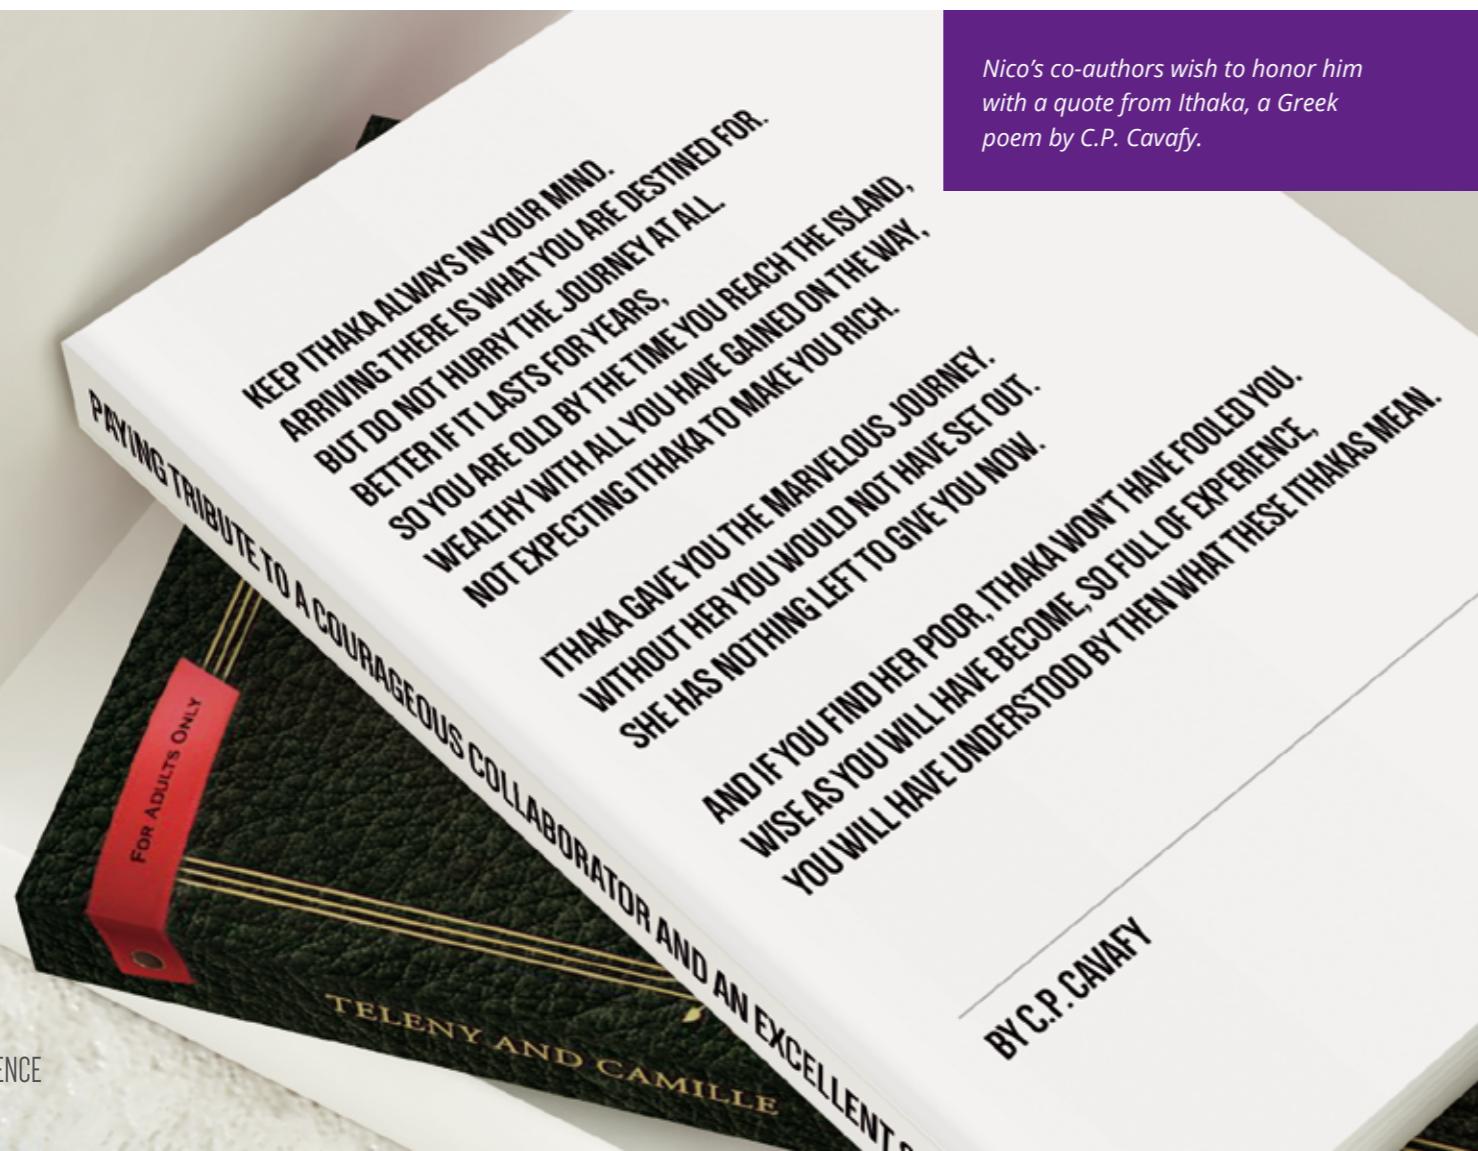 Nico's co-authors wish to honor him
with a quote from Ithaka, a Greek
poem by C.P. Cavafy.
KEEP ITHAKA ALWAYS IN YOUR MIND.
ARRIVING THERE IS WHAT YOU ARE DESTINED FOR.
BUT DO NOT HURRY THE JOURNEY AT ALL.
BETTER IF IT LASTS FOR YEARS,
SO YOU ARE OLD BY THE TIME YOU REACH THE ISLAND,
WEALTHY WITH ALL YOU HAVE GAINED ON THE WAY,
NOT EXPECTING ITHAKA TO MAKE YOU RICH.
ITHAKA GAVE YOU THE MARVELOUS JOURNEY.
WITHOUT HER YOU WOULD NOT HAVE SET OUT.
SHE HAS NOTHING LEFT TO GIVE YOU NOW.
AND IF YOU FIND HER POOR, ITHAKA WON'T HAVE FOOLED YOU.
WISE AS YOU WILL HAVE BECOME, SO FULL OF EXPERIENCE,
YOU WILL HAVE UNDERSTOOD BY THEN WHAT THESE ITHAKAS MEAN.
BY C.P. CAVAFY
PAYING TRIBUTE TO A COURAGEOUS COLLABORATOR AND AN EXCELLENT
FOR ADULTS ONLY
TELENY AND CAMILLE